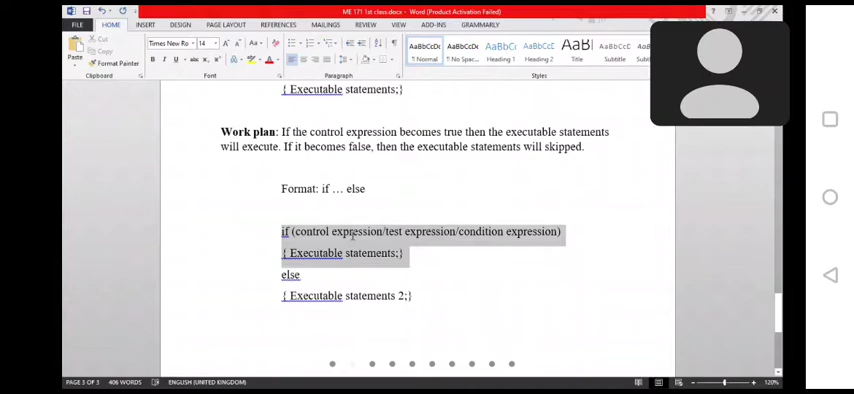 ME 171 1st class.docx - Word (Product Activation Failed)
FILE HOME INSERT DESIGN PAGE LAYOUT REFERENCES MAILINGS REVIEW VIEW ADD-INS GRAMMARLY
Paste
Cut
Copy
Format Painter
Clipboard
Times New Ro 14
Font
Paragraph
AaBbCcDc AaBbCcDc AaBbCc AaBbCcC AaBI AaBbCcC AaBbCcDc
¶ Normal ¶ No Spac... Heading 1 Heading 2 Title Subtitle
Styles
{ Executable statements;}
Work plan: If the control expression becomes true then the executable statements
will execute. If it becomes false, then the executable statements will skipped.
Format: if … else
if (control expression/test expression/condition expression)
{ Executable statements;}
else
{ Executable statements 2;}
PAGE 3 OF 3 406 WORDS ENGLISH (UNITED KINGDOM) 120%